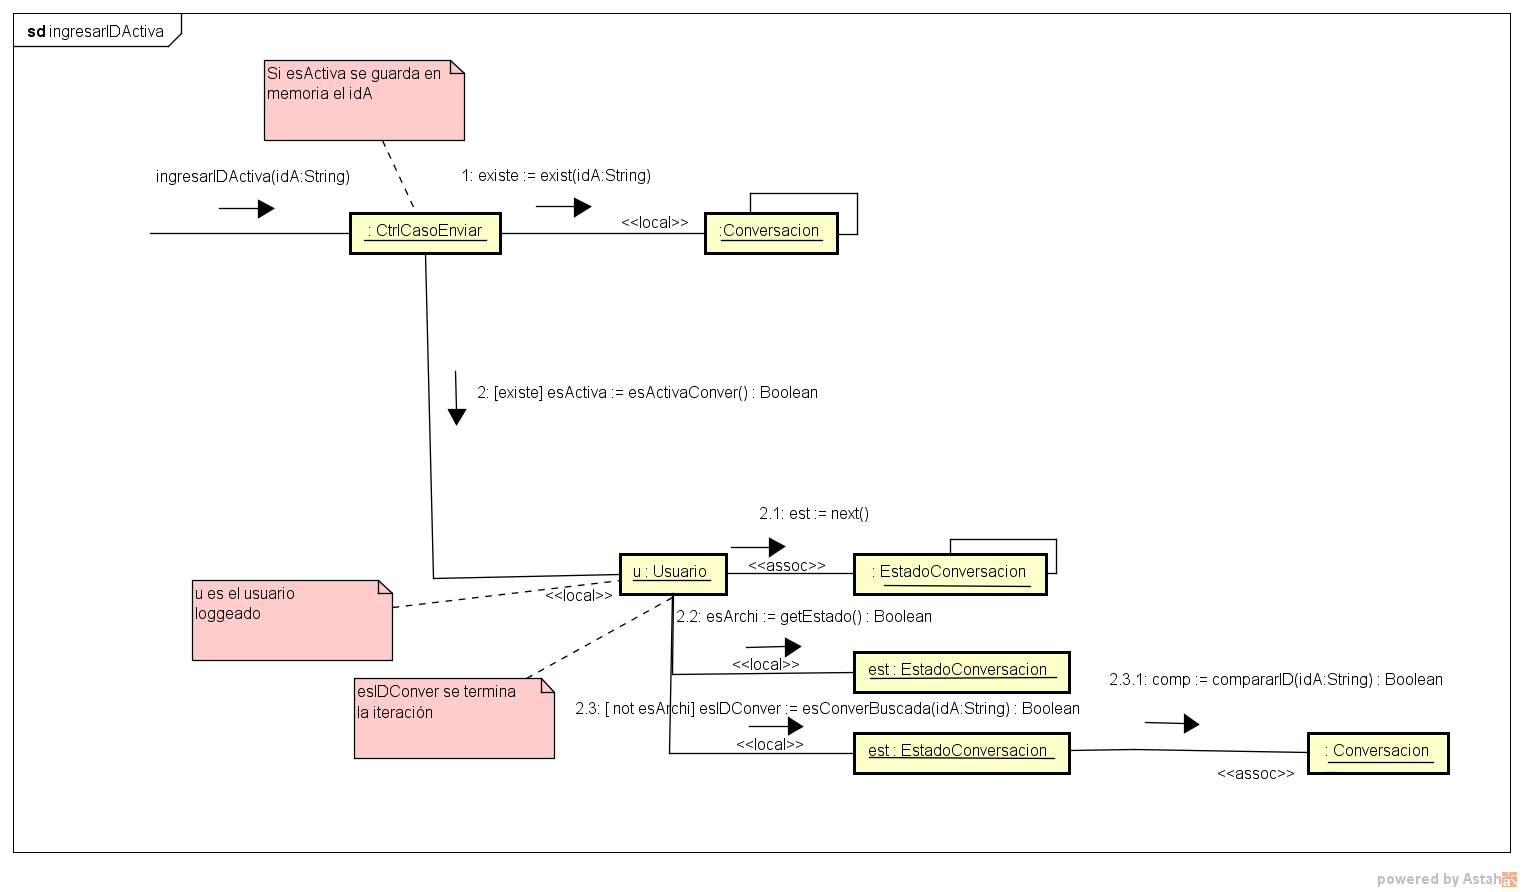 sd ingresarIDActiva
Si esActiva se guarda en
memoria el idA
ingresarIDActiva(idA:String)
1: existe := exist(idA:String)
<<local>>
: CtrlCasoEnviar
:Conversacion
2: [existe] esActiva := esActivaConver() : Boolean
2.1: est := next()
<<assoc>>
u : Usuario
: EstadoConversacion
u es el usuario
loggeado
<<local>>
2.2: esArchi := getEstado() : Boolean
<<local>>
est : EstadoConversacion
esIDConver se termina
la iteración
2.3: [ not esArchi] esIDConver := esConverBuscada(idA:String) : Boolean
2.3.1: comp := compararID(idA:String) : Boolean
<<local>>
est : EstadoConversacion
: Conversacion
<<assoc>>
powered by Astah